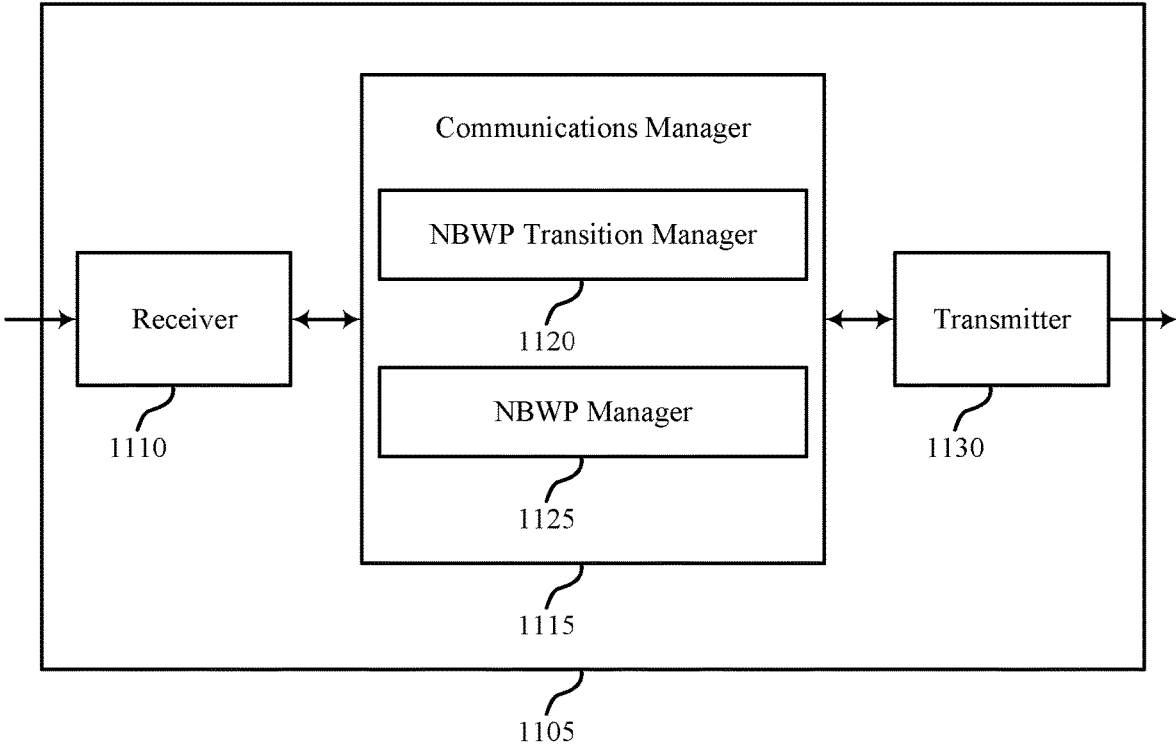 Communications Manager
NBWP Transition Manager
Receiver
Transmitter
1120
NBWP Manager
1110
1130
1125
1115
1105